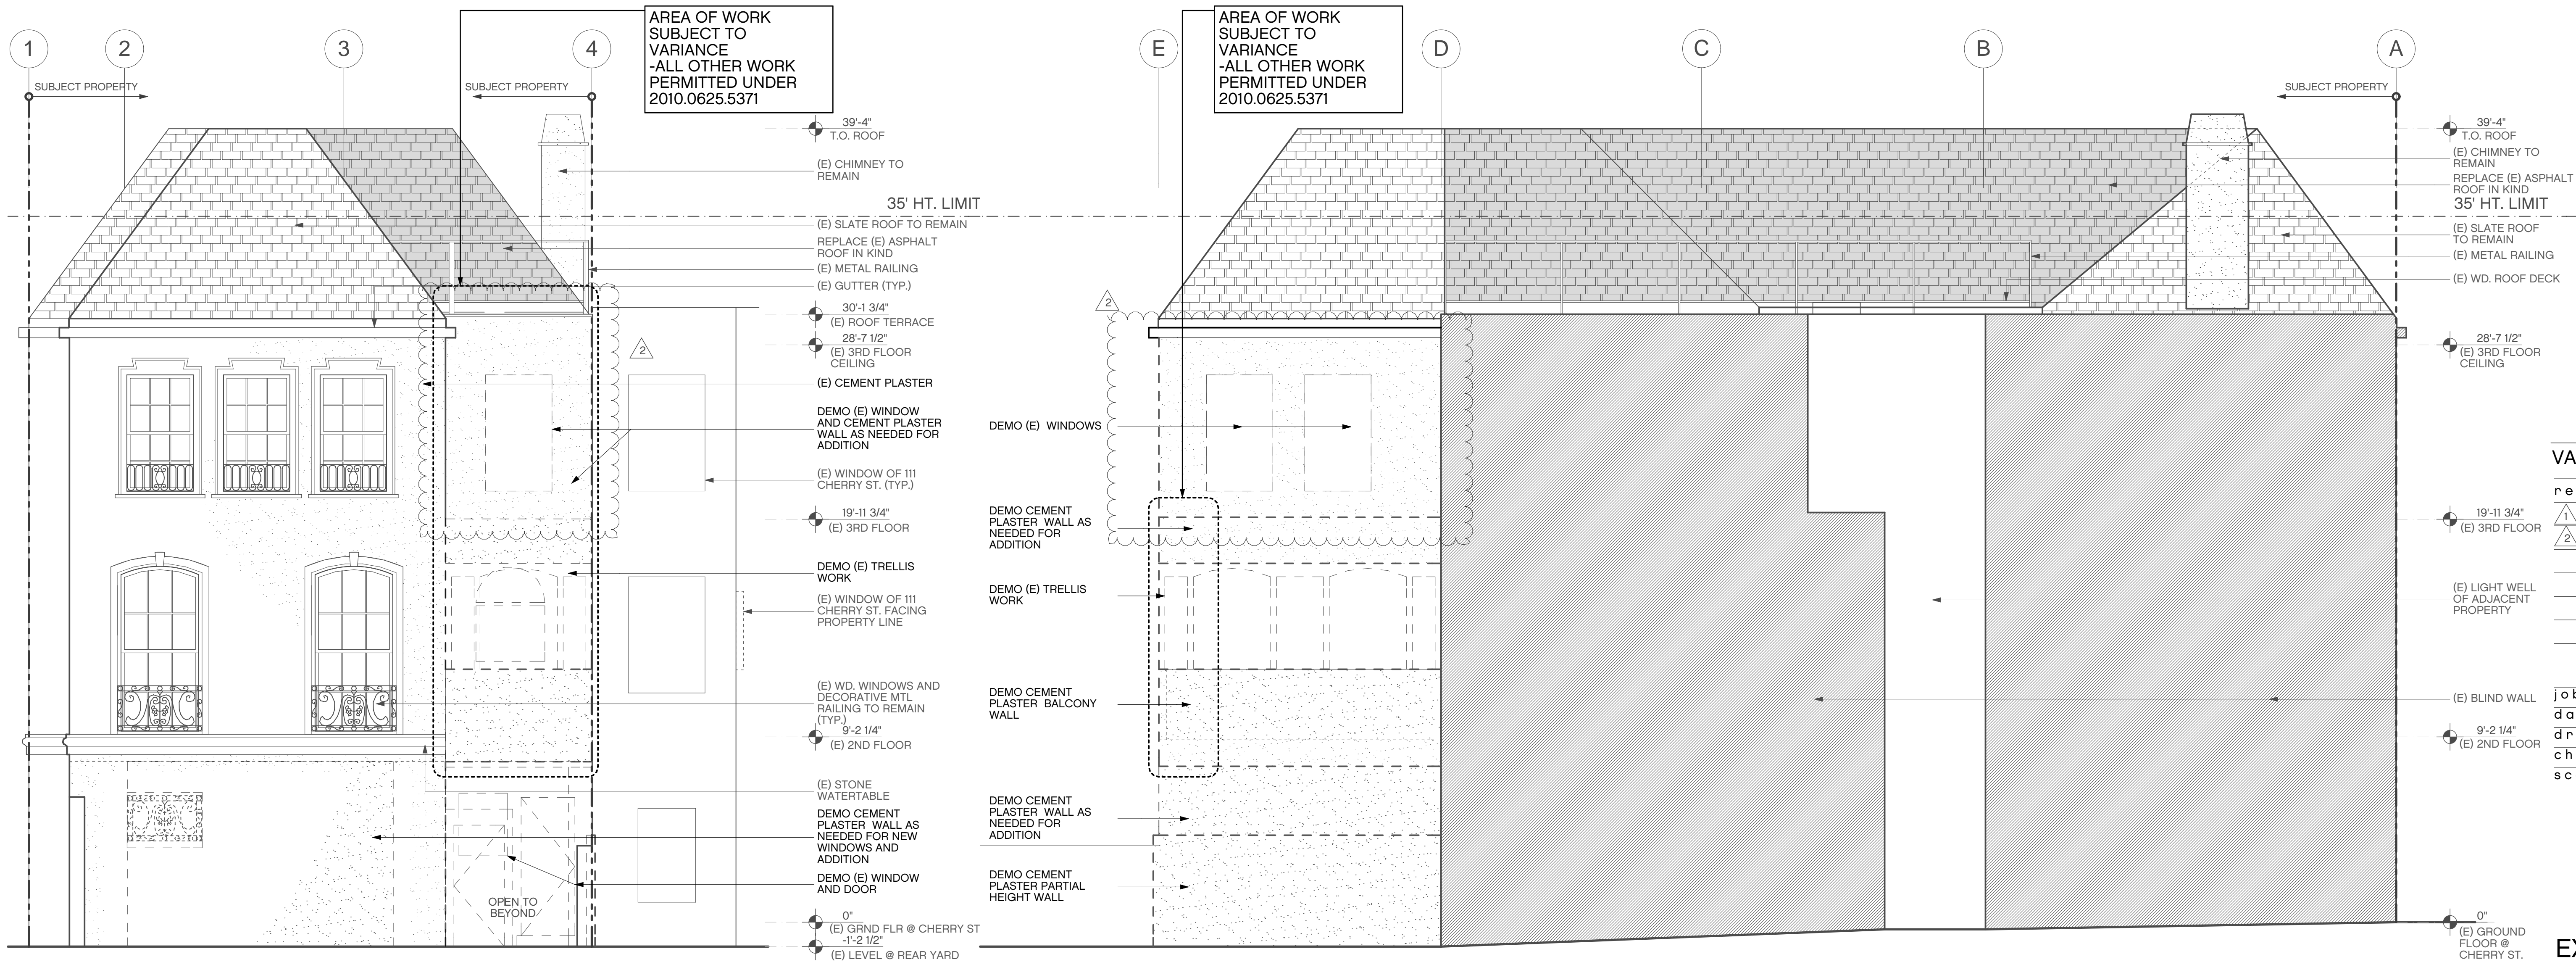 AREA OF WORK
SUBJECT TO
VARIANCE
-ALL OTHER WORK
PERMITTED UNDER
2010.0625.5371
1
2
3
4
SUBJECT PROPERTY
SUBJECT PROPERTY
39'-4"
T.O. ROOF
(E) CHIMNEY TO
REMAIN
35' HT. LIMIT
(E) SLATE ROOF TO REMAIN
REPLACE (E) ASPHALT
ROOF IN KIND
(E) METAL RAILING
(E) GUTTER (TYP.)
30'-1 3/4"
(E) ROOF TERRACE
28'-7 1/2"
(E) 3RD FLOOR
CEILING
2
(E) CEMENT PLASTER
DEMO (E) WINDOW
AND CEMENT PLASTER
WALL AS NEEDED FOR
ADDITION
(E) WINDOW OF 111
CHERRY ST. (TYP.)
19'-11 3/4"
(E) 3RD FLOOR
DEMO (E) TRELLIS
WORK
(E) WINDOW OF 111
CHERRY ST. FACING
PROPERTY LINE
(E) WD. WINDOWS AND
DECORATIVE MTL
RAILING TO REMAIN
(TYP.)
9'-2 1/4"
(E) 2ND FLOOR
(E) STONE
WATERTABLE
DEMO CEMENT
PLASTER WALL AS
NEEDED FOR NEW
WINDOWS AND
ADDITION
DEMO (E) WINDOW
AND DOOR
OPEN TO
BEYOND
0"
(E) GRND FLR @ CHERRY ST
-1'-2 1/2"
(E) LEVEL @ REAR YARD
AREA OF WORK
SUBJECT TO
VARIANCE
-ALL OTHER WORK
PERMITTED UNDER
2010.0625.5371
E
D
C
B
A
SUBJECT PROPERTY
2
DEMO (E) WINDOWS
DEMO CEMENT
PLASTER WALL AS
NEEDED FOR
ADDITION
DEMO (E) TRELLIS
WORK
DEMO CEMENT
PLASTER BALCONY
WALL
DEMO CEMENT
PLASTER WALL AS
NEEDED FOR
ADDITION
DEMO CEMENT
PLASTER PARTIAL
HEIGHT WALL
39'-4"
T.O. ROOF
(E) CHIMNEY TO
REMAIN
REPLACE (E) ASPHALT
ROOF IN KIND
35' HT. LIMIT
(E) SLATE ROOF
TO REMAIN
(E) METAL RAILING
(E) WD. ROOF DECK
28'-7 1/2"
(E) 3RD FLOOR
CEILING
19'-11 3/4"
(E) 3RD FLOOR
(E) LIGHT WELL
OF ADJACENT
PROPERTY
(E) BLIND WALL
9'-2 1/4"
(E) 2ND FLOOR
0"
(E) GROUND
FLOOR @
CHERRY ST.
VA
re
1
2
job
da
dr
ch
sc
EX